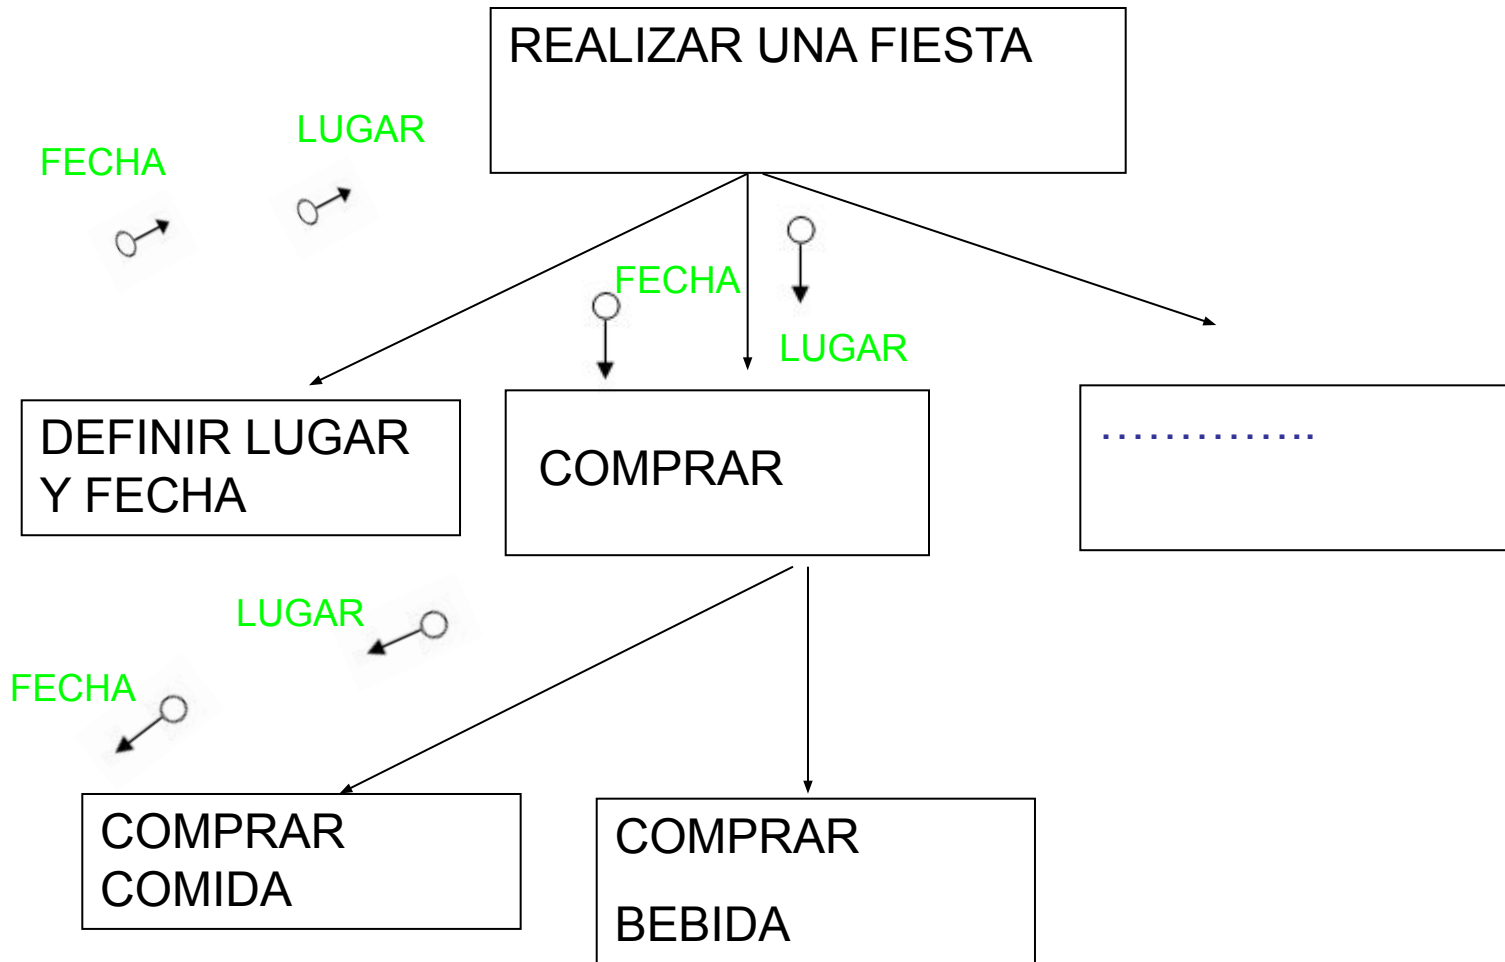 REALIZAR UNA FIESTA
LUGAR
FECHA
FECHA
LUGAR
DEFINIR LUGAR
Y FECHA
COMPRAR
..............
LUGAR
FECHA
COMPRAR
COMIDA
COMPRAR
BEBIDA